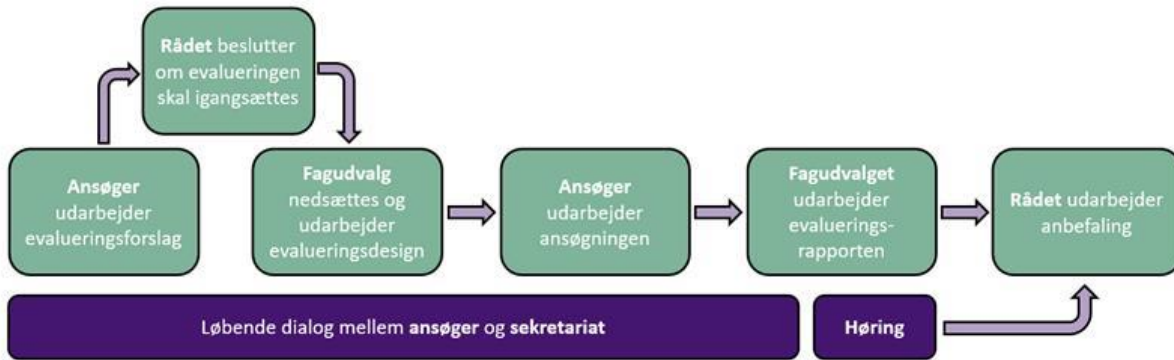 Rådet beslutter
om evalueringen
skal igangsættes
Ansøger
udarbejder
evalueringsforslag
Fagudvalg
nedsættes og
udarbejder
evalueringsdesign
Ansøger
udarbejder
ansøgningen
Fagudvalget
udarbejder
evaluerings-
rapporten
Rådet udarbejder
anbefaling
Løbende dialog mellem ansøger og sekretariat
Høring